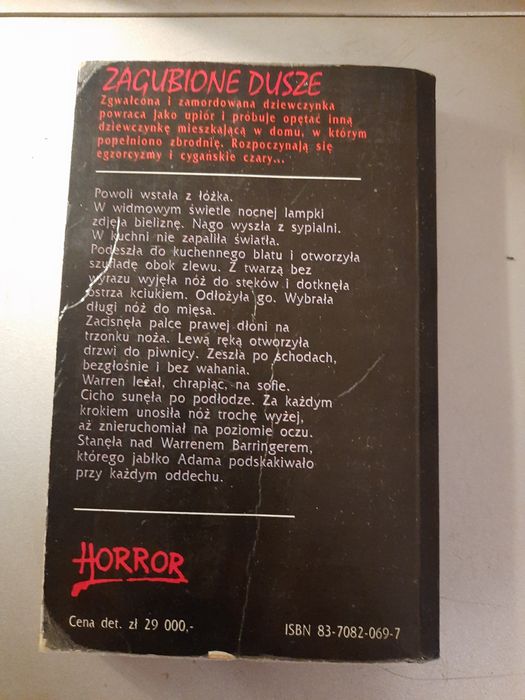 ZAGUBIONE DUSZE
Zgwałcona i zamordowana dziewczynka
powraca jako upiór i próbuje opętać inną
dziewczynkę mieszkającą w domu, w którym
popełniono zbrodnię. Rozpoczynają się
egzorcyzmy i cygańskie czary...
Powoli wstała z łóżka.
W widmowym świetle nocnej lampki
zdjęła bieliznę. Nago wyszła z sypialni.
W kuchni nie zapaliła światła.
Podeszła do kuchennego blatu i otworzyła
szufladę obok zlewu. Z twarzą bez
wyrazu wyjęła nóż do steków i dotknęła
ostrza kciukiem. Odłożyła go. Wybrała
długi nóż do mięsa.
Zacisnęła palce prawej dłoni na
trzonku noża. Lewą ręką otworzyła
drzwi do piwnicy. Zeszła po schodach,
bezgłośnie i bez wahania.
Warren leżał, chrapiąc, na sofie.
Cicho sunęła po podłodze. Za każdym
krokiem unosiła nóż trochę wyżej,
aż znieruchomiał na poziomie oczu.
Stanęła nad Warrenem Barringerem,
którego jabłko Adama podskakiwało
przy każdym oddechu.
HORROR
Cena det. zł 29 000,-
ISBN 83-7082-069-7